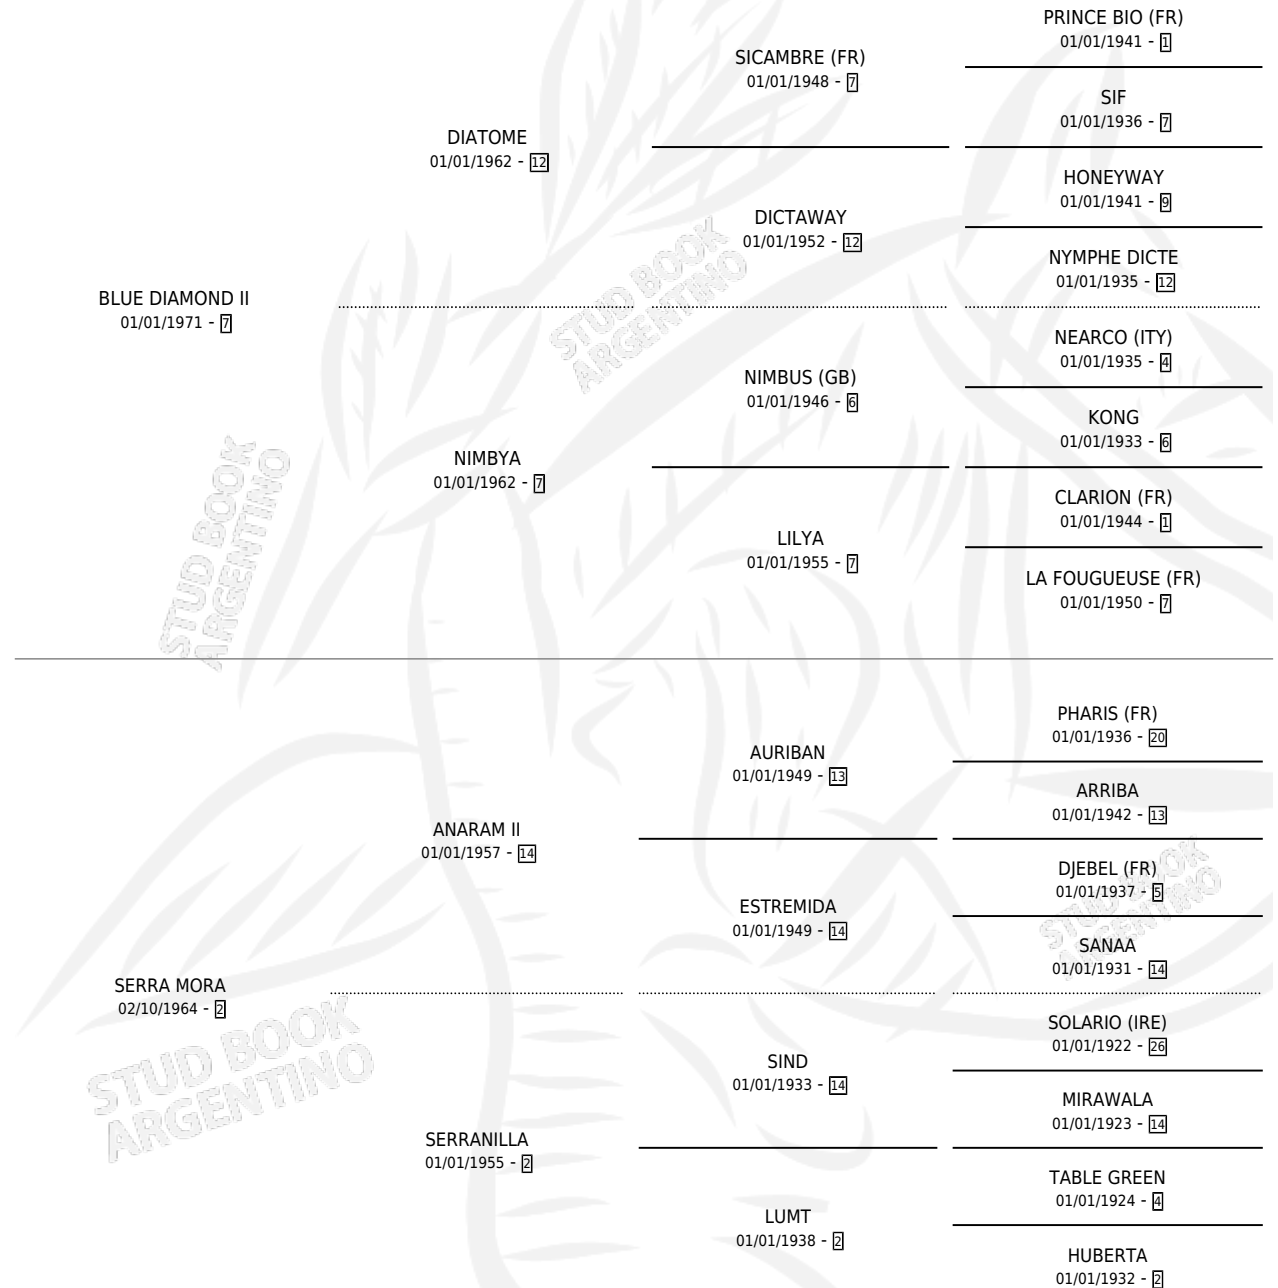 PRINCE BIO (FR)
01/01/1941 - 1
SICAMBRE (FR)
01/01/1948 - 7
SIF
01/01/1936 - 7
DIATOME
01/01/1962 - 12
HONEYWAY
01/01/1941 - 9
DICTAWAY
01/01/1952 - 12
NYMPHE DICTE
01/01/1935 - 12
BLUE DIAMOND II
01/01/1971 - 7
NEARCO (ITY)
01/01/1935 - 4
NIMBUS (GB)
01/01/1946 - 6
KONG
01/01/1933 - 6
NIMBYA
01/01/1962 - 7
CLARION (FR)
01/01/1944 - 1
LILYA
01/01/1955 - 7
LA FOUGUEUSE (FR)
01/01/1950 - 7
PHARIS (FR)
01/01/1936 - 20
AURIBAN
01/01/1949 - 13
ARRIBA
01/01/1942 - 13
ANARAM II
01/01/1957 - 14
DJEBEL (FR)
01/01/1937 - 5
ESTREMIDA
01/01/1949 - 14
SANAA
01/01/1931 - 14
SERRA MORA
02/10/1964 - 2
SOLARIO (IRE)
01/01/1922 - 26
SIND
01/01/1933 - 14
MIRAWALA
01/01/1923 - 14
SERRANILLA
01/01/1955 - 2
TABLE GREEN
01/01/1924 - 4
LUMT
01/01/1938 - 2
HUBERTA
01/01/1932 - 2
STUD BOOK
ARGENTINO
STUD BOOK
ARGENTINO
STUD BOOK
ARGENTINO
STUD BOOK
ARGENTINO